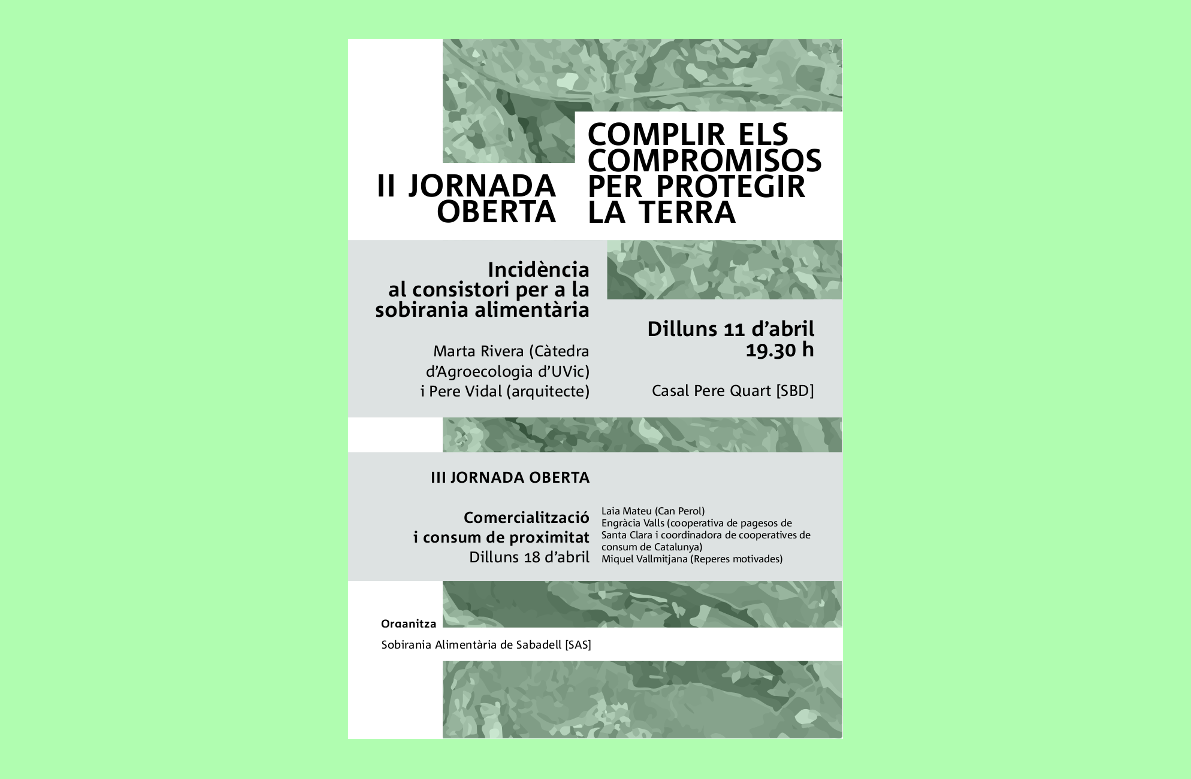 II JORNADA
OBERTA
COMPLIR ELS
COMPROMISOS
PER PROTEGIR
LA TERRA
Incidència
al consistori per a la
sobirania alimentària
Marta Rivera (Càtedra
d'Agroecologia d'UVic)
i Pere Vidal (arquitecte)
Dilluns 11 d'abril
19.30 h
Casal Pere Quart [SBD]
III JORNADA OBERTA
Comercialització
i consum de proximitat
Dilluns 18 d'abril
Laia Mateu (Can Perol)
Engràcia Valls (cooperativa de pagesos de
Santa Clara i coordinadora de cooperatives de
consum de Catalunya)
Miquel Vallmitjana (Reperes motivades)
Organitza
Sobirania Alimentària de Sabadell [SAS]